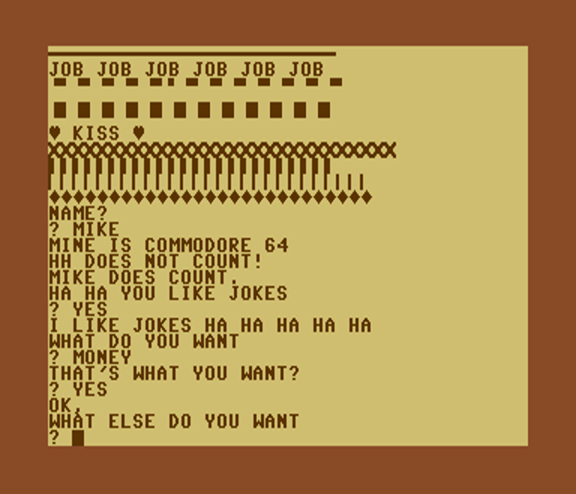 JOB JOB JOB JOB JOB JOB
♥ KISS ♥
NAME?
? MIKE
MINE IS COMMODORE 64
HH DOES NOT COUNT!
MIKE DOES COUNT.
HA HA YOU LIKE JOKES
? YES
I LIKE JOKES HA HA HA HA HA
WHAT DO YOU WANT
? MONEY
THAT'S WHAT YOU WANT?
? YES
OK,
WHAT ELSE DO YOU WANT
?